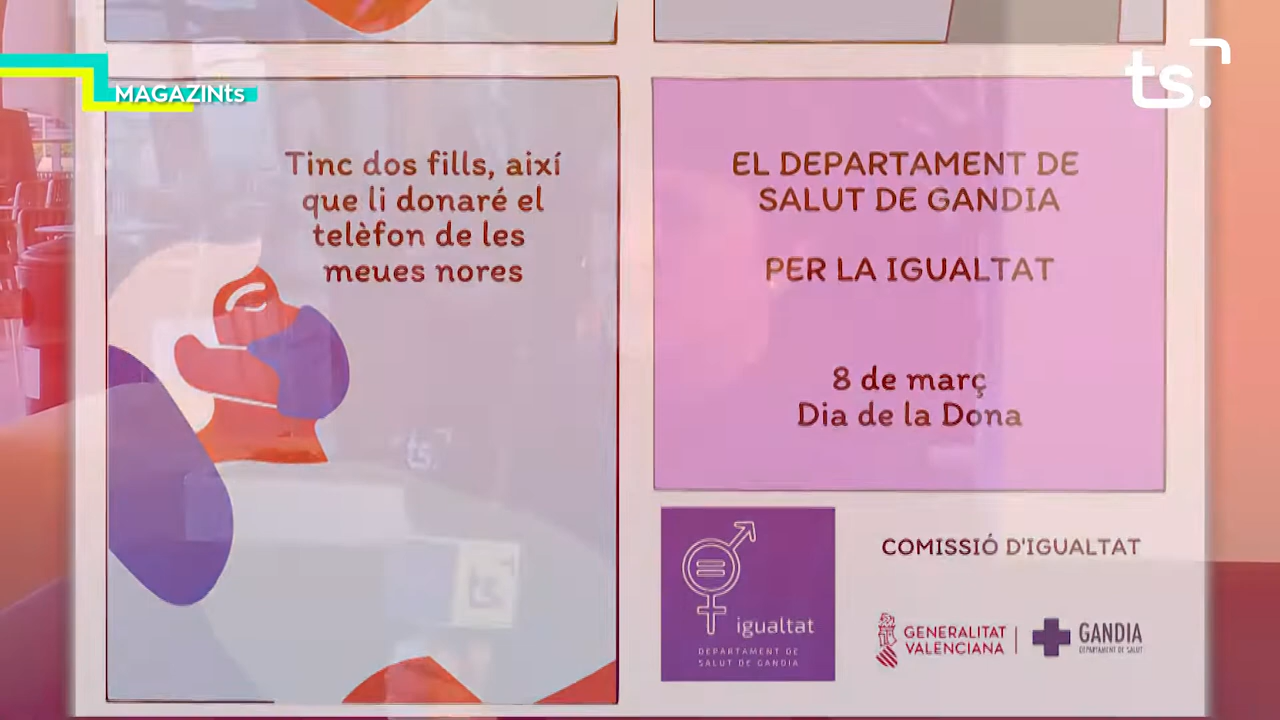 MAGAZINts
ts.
Tinc dos fills, així
que li donaré el
telèfon de les
meues nores
EL DEPARTAMENT DE
SALUT DE GANDIA
PER LA IGUALTAT
8 de març
Dia de la Dona
igualtat
DEPARTAMENT DE
SALUT DE GANDIA
COMISSIÓ D'IGUALTAT
GENERALITAT
VALENCIANA
GANDIA
DEPARTAMENT DE SALUT
ts.
ts.